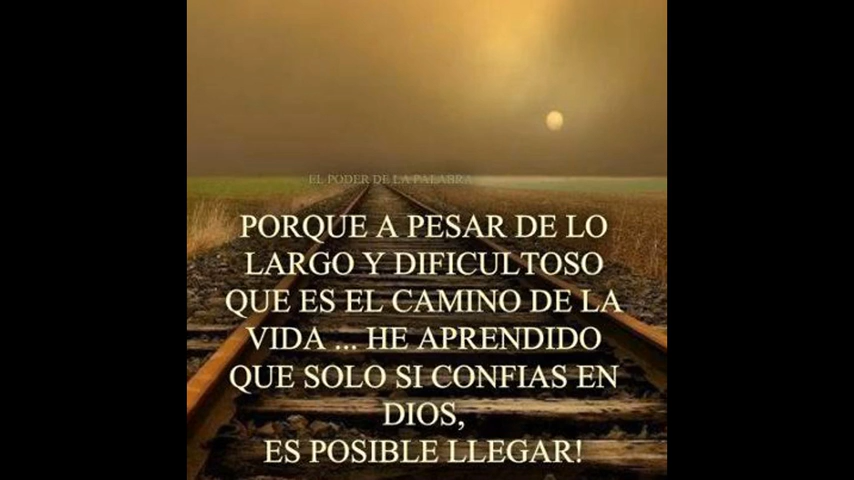 EL PODER DE LA PALABRA
PORQUE A PESAR DE LO
LARGO Y DIFICULTOSO
QUE ES EL CAMINO DE LA
VIDA ... HE APRENDIDO
QUE SOLO SI CONFIAS EN
DIOS,
ES POSIBLE LLEGAR!